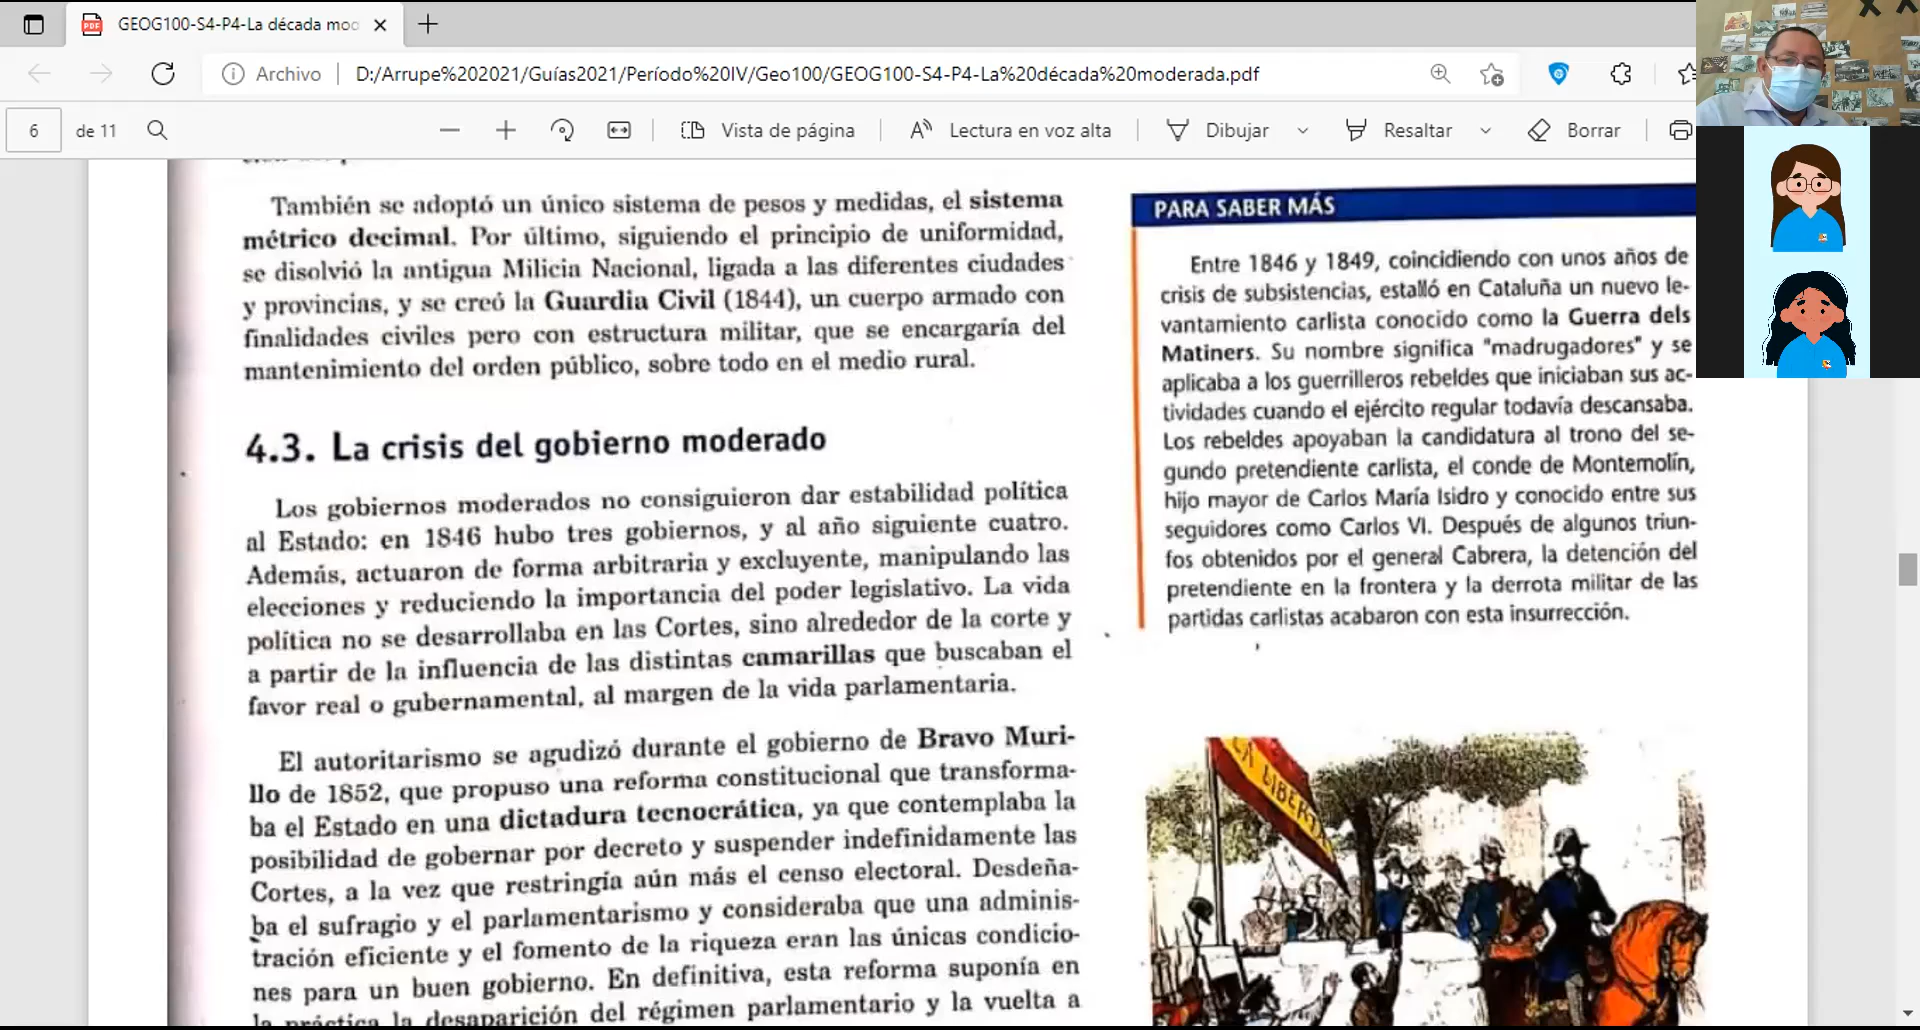 GEOG100-S4-P4-La década mod
Archivo
D:/Arrupe%202021/Guías2021/Período%20IV/Geo100/GEOG100-S4-P4-La%20década%20moderada.pdf
6 de 11
Vista de página
Lectura en voz alta
Dibujar
Resaltar
Borrar
También se adoptó un único sistema de pesos y medidas, el sistema
métrico decimal. Por último, siguiendo el principio de uniformidad,
se disolvió la antigua Milicia Nacional, ligada a las diferentes ciudades
y provincias, y se creó la Guardia Civil (1844), un cuerpo armado con
finalidades civiles pero con estructura militar, que se encargaría del
mantenimiento del orden público, sobre todo en el medio rural.
4.3. La crisis del gobierno moderado
Los gobiernos moderados no consiguieron dar estabilidad política
al Estado: en 1846 hubo tres gobiernos, y al año siguiente cuatro.
Además, actuaron de forma arbitraria y excluyente, manipulando las
elecciones y reduciendo la importancia del poder legislativo. La vida
política no se desarrollaba en las Cortes, sino alrededor de la corte y
a partir de la influencia de las distintas camarillas que buscaban el
favor real o gubernamental, al margen de la vida parlamentaria.
El autoritarismo se agudizó durante el gobierno de Bravo Muri-
llo de 1852, que propuso una reforma constitucional que transforma-
ba el Estado en una dictadura tecnocrática, ya que contemplaba la
posibilidad de gobernar por decreto y suspender indefinidamente las
Cortes, a la vez que restringía aún más el censo electoral. Desdeña-
ba el sufragio y el parlamentarismo y consideraba que una adminis-
tración eficiente y el fomento de la riqueza eran las únicas condicio-
nes para un buen gobierno. En definitiva, esta reforma suponía en
la práctica la desaparición del régimen parlamentario y la vuelta a
PARA SABER MÁS
Entre 1846 y 1849, coincidiendo con unos años de
crisis de subsistencias, estalló en Cataluña un nuevo le-
vantamiento carlista conocido como la Guerra dels
Matiners. Su nombre significa "madrugadores" y se
aplicaba a los guerrilleros rebeldes que iniciaban sus ac-
tividades cuando el ejército regular todavía descansaba.
Los rebeldes apoyaban la candidatura al trono del se-
gundo pretendiente carlista, el conde de Montemolín,
hijo mayor de Carlos María Isidro y conocido entre sus
seguidores como Carlos VI. Después de algunos triun-
fos obtenidos por el general Cabrera, la detención del
pretendiente en la frontera y la derrota militar de las
partidas carlistas acabaron con esta insurrección.